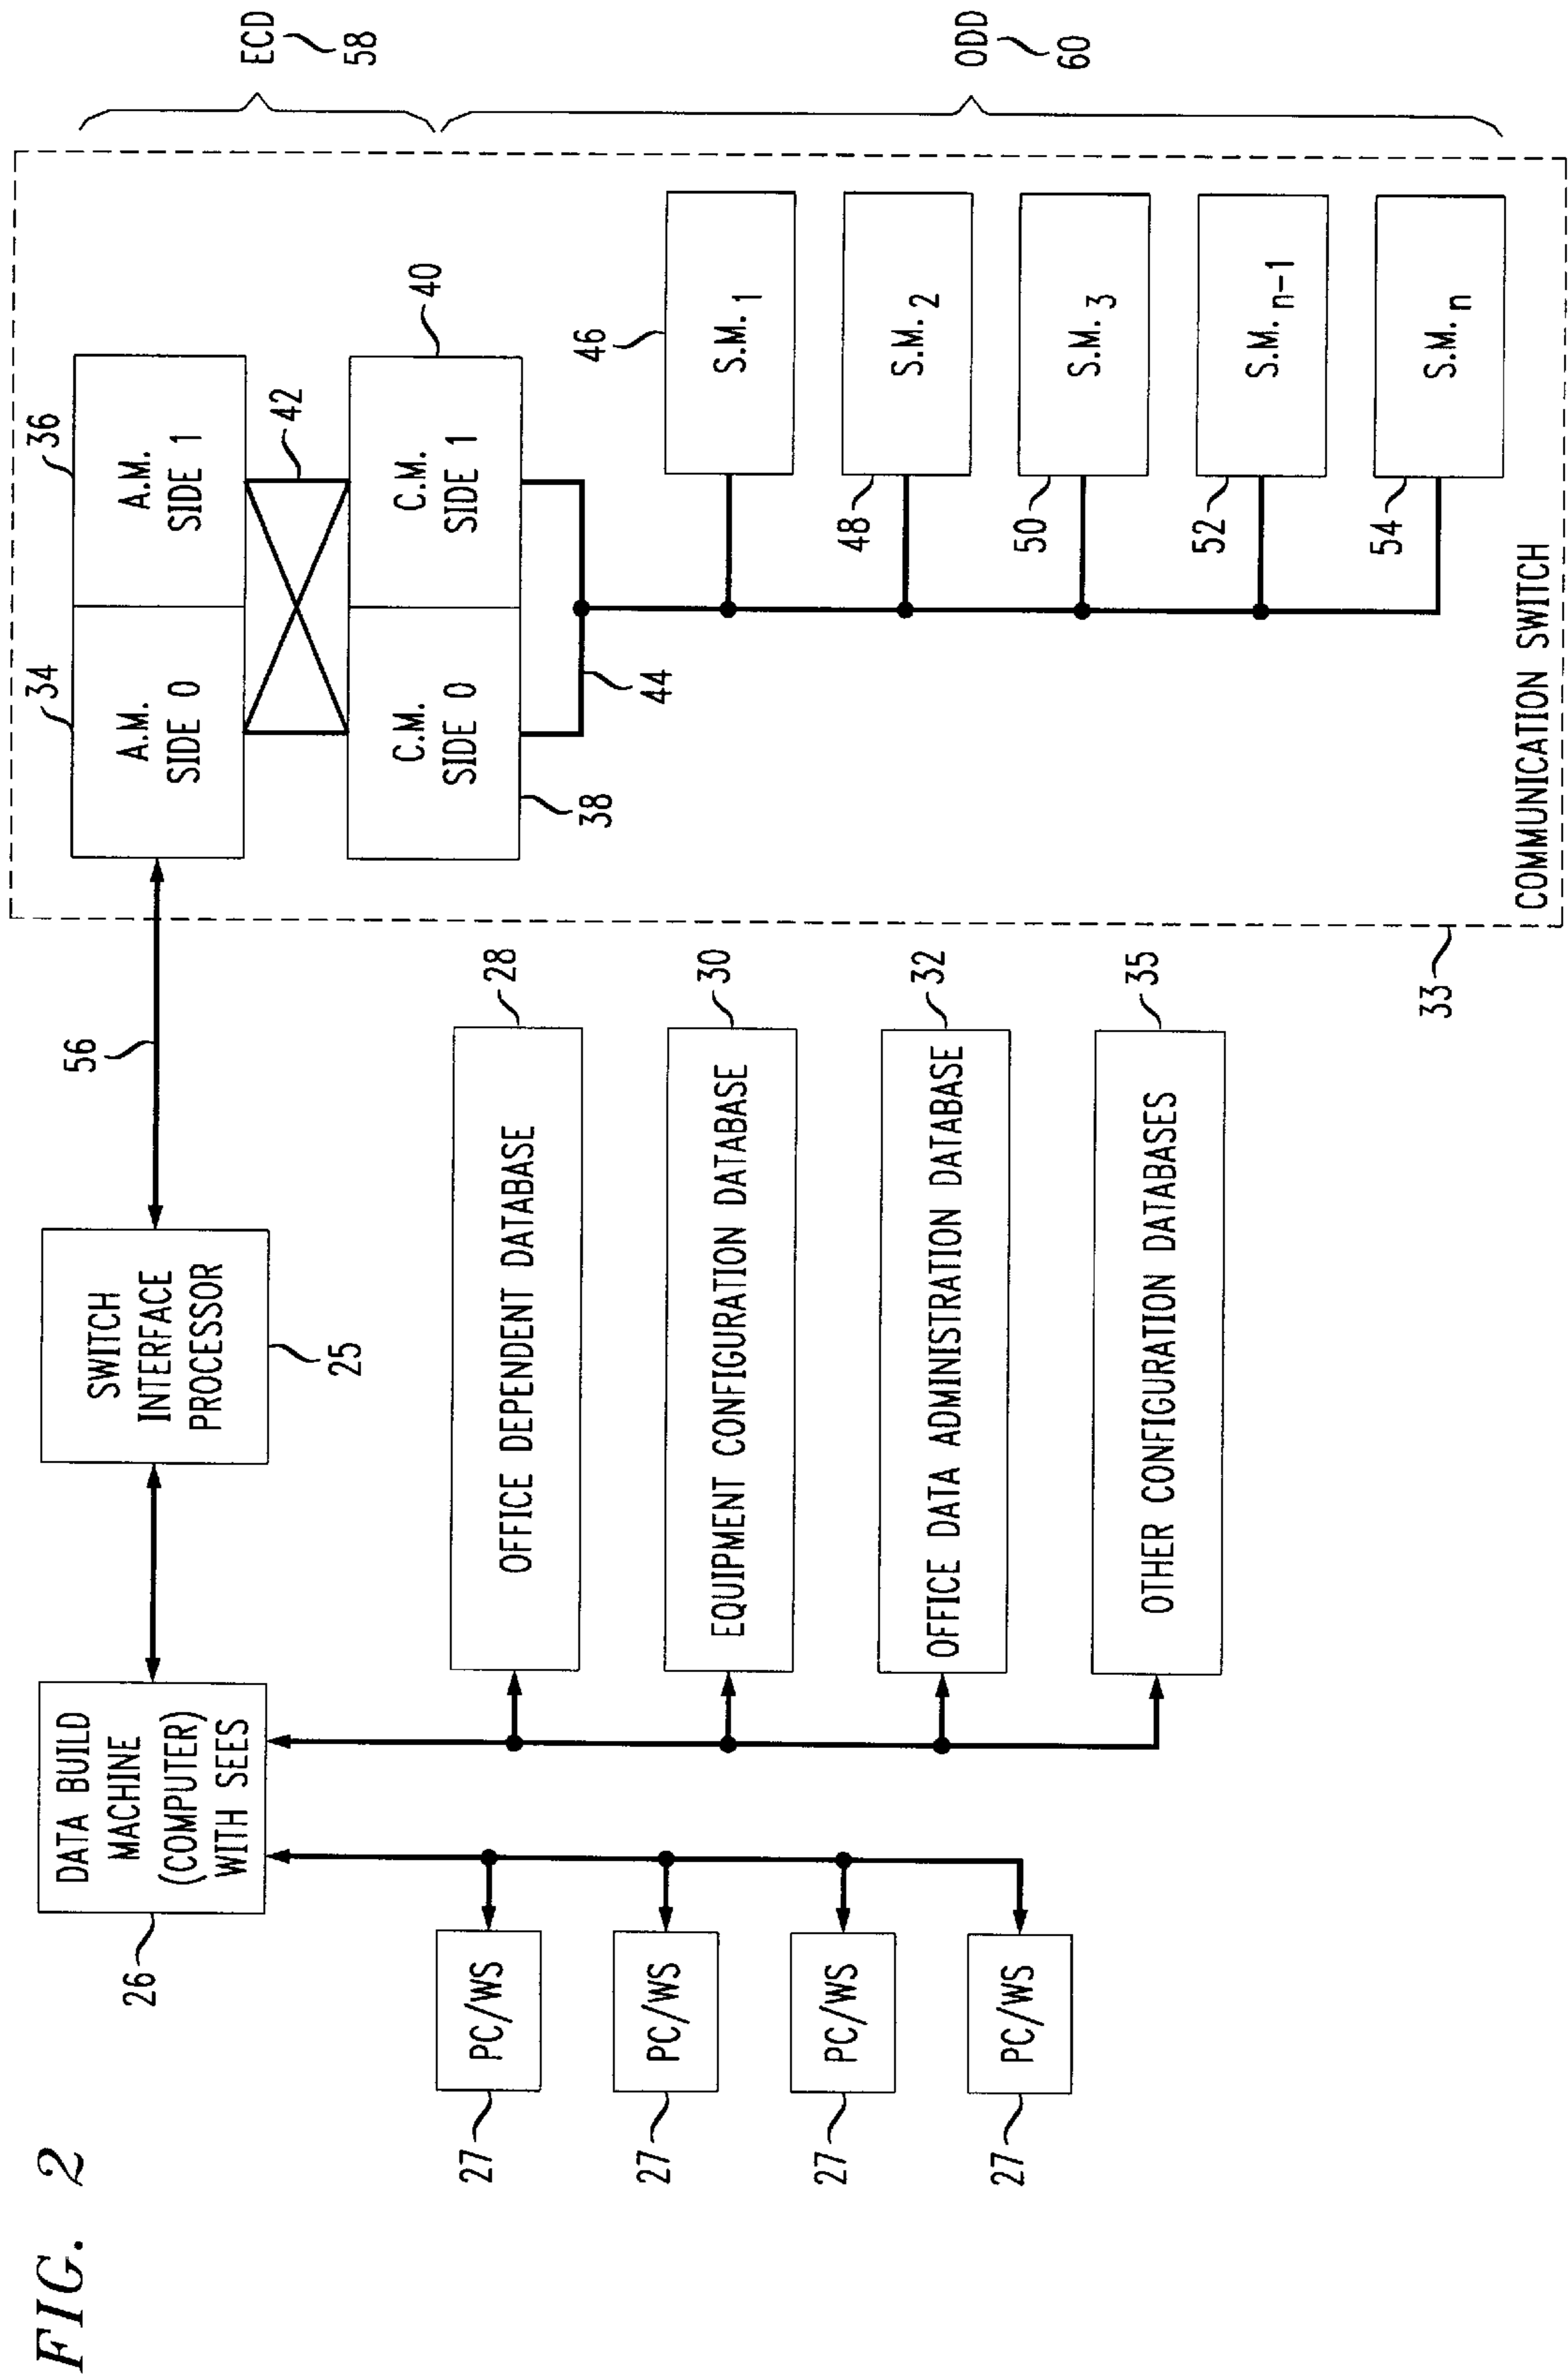 FIG. 2
26
DATA BUILD
MACHINE
(COMPUTER)
WITH SEES
SWITCH
INTERFACE
PROCESSOR
25
56
27
PC/WS
27
PC/WS
27
PC/WS
27
PC/WS
OFFICE DEPENDENT DATABASE
28
EQUIPMENT CONFIGURATION DATABASE
30
OFFICE DATA ADMINISTRATION DATABASE
32
OTHER CONFIGURATION DATABASES
35
33
COMMUNICATION SWITCH
34
A.M.
SIDE 0
36
A.M.
SIDE 1
42
C.M.
SIDE 0
38
C.M.
SIDE 1
40
44
46
S.M.1
48
S.M.2
50
S.M.3
52
S.M.n-1
54
S.M.n
ECD
58
ODD
60